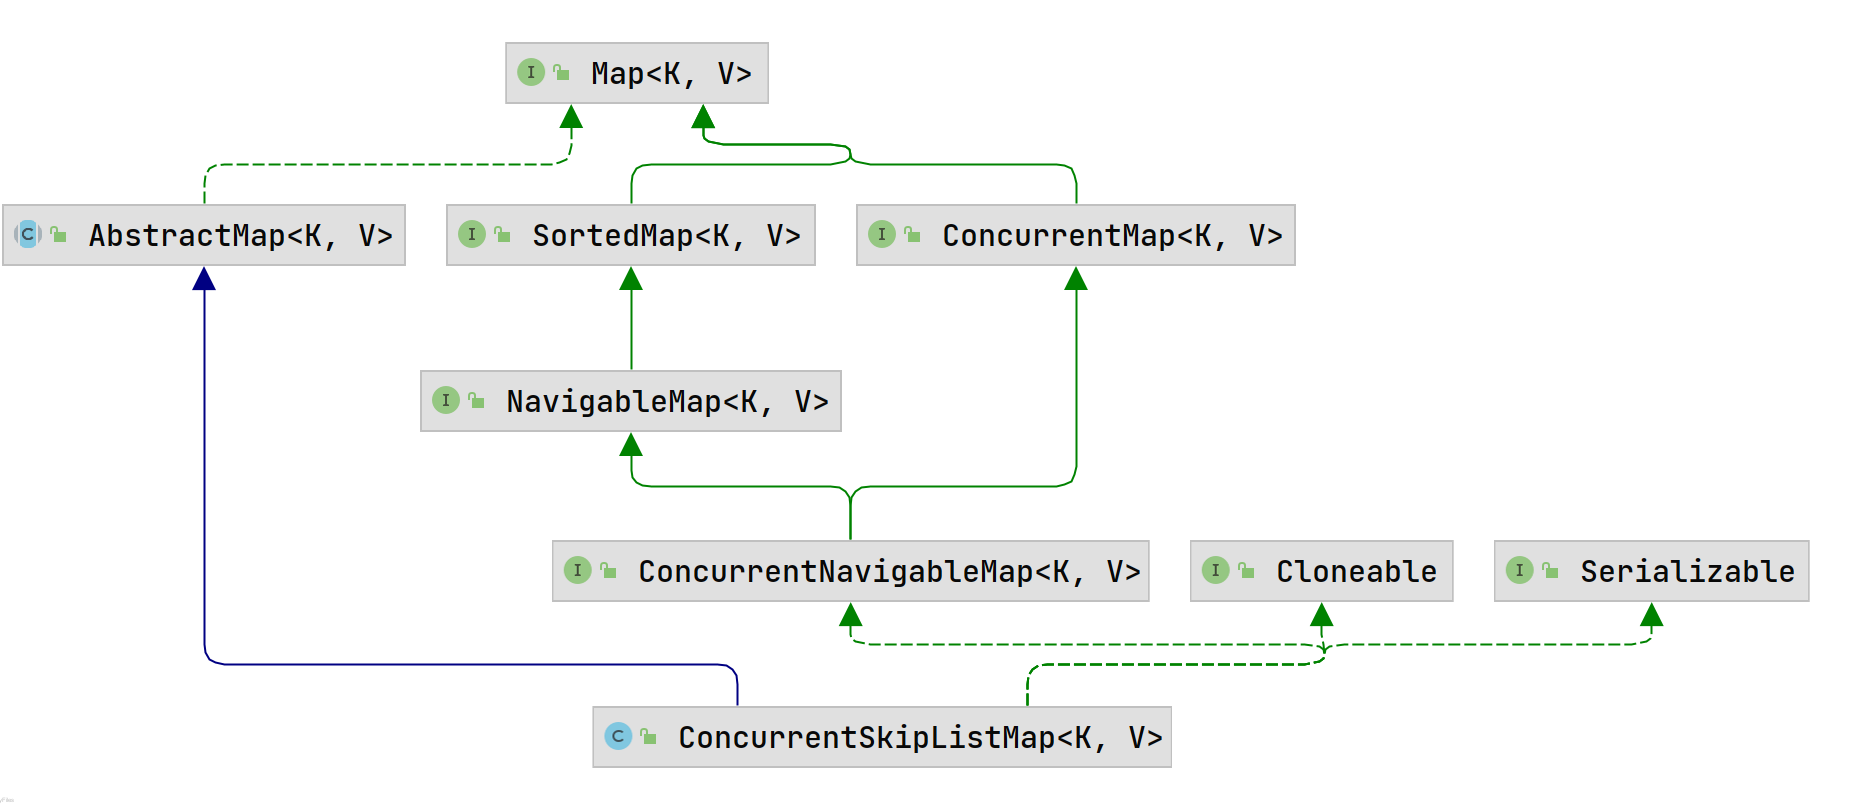 I Map<K, V>
C AbstractMap<K, V>
I SortedMap<K, V>
I ConcurrentMap<K, V>
I NavigableMap<K, V>
I ConcurrentNavigableMap<K, V>
I Cloneable
I Serializable
C ConcurrentSkipListMap<K, V>